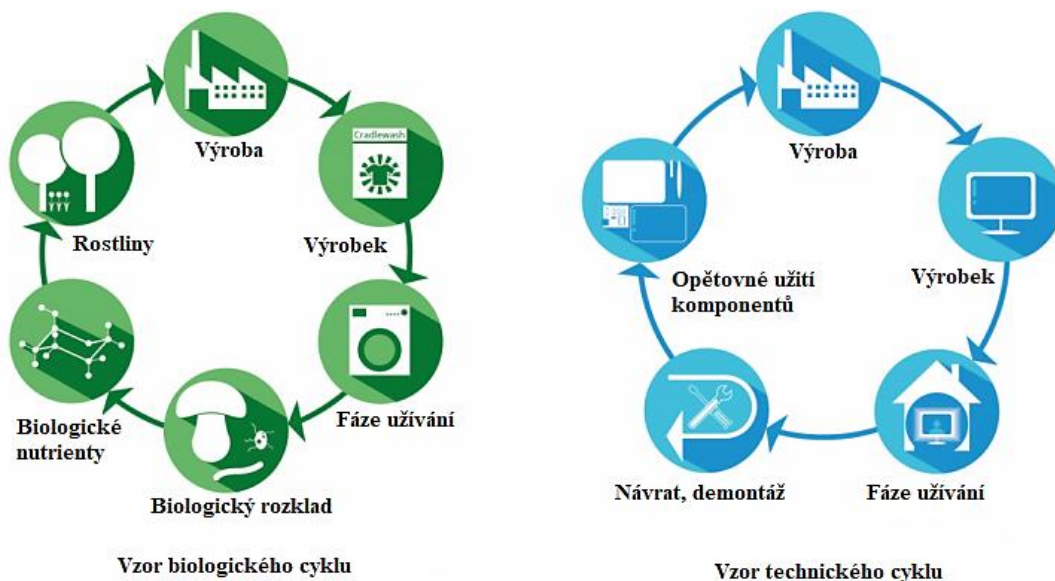 Výroba
Cradlewash
Výrobek
Fáze užívání
Biologický rozklad
Biologické
nutrienty
Rostliny
Vzor biologického cyklu
Výroba
Výrobek
Fáze užívání
Návrat, demontáž
Opětovné užití
komponentů
Vzor technického cyklu